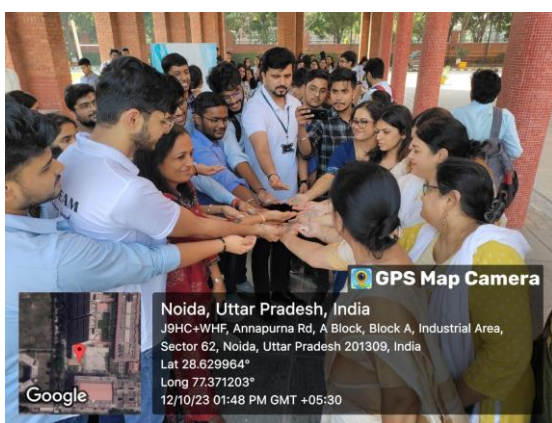 EAM
GPS Map Camera
Noida, Uttar Pradesh, India
J9HC+WHF, Annapurna Rd, A Block, Block A, Industrial Area,
Sector 62, Noida, Uttar Pradesh 201309, India
Lat 28.629964°
Long 77.371203°
12/10/23 01:48 PM GMT +05:30
Google